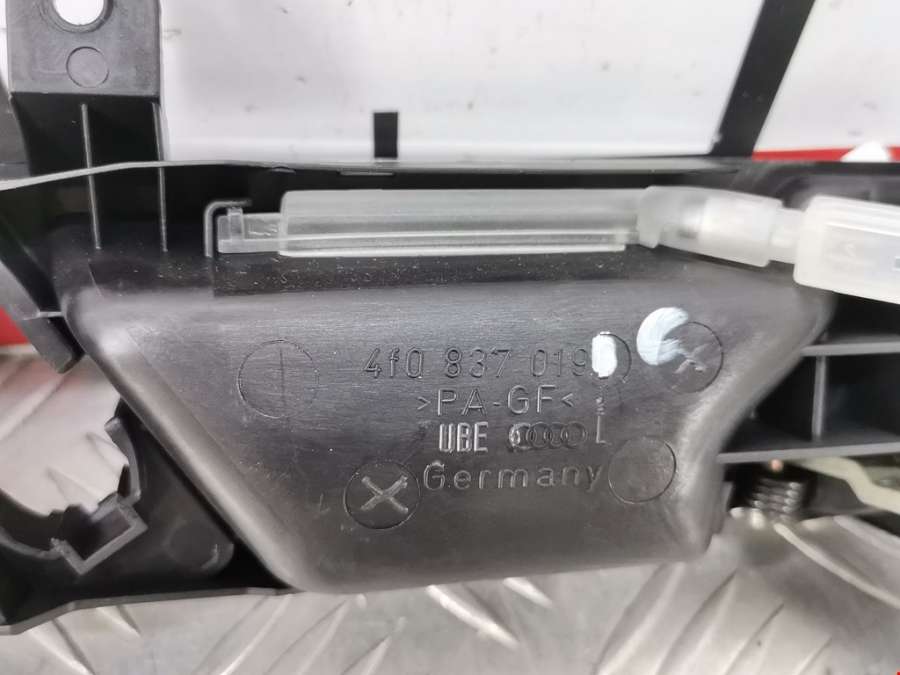 4f0 837 019
>PA-GF<
UBE L
Germany